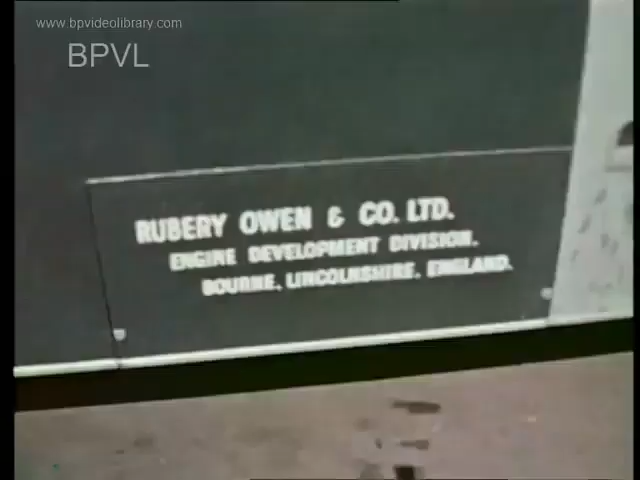 www.bpvideolibrary.com
BPVL
RUBERY OWEN & CO. LTD.
ENGINE DEVELOPMENT DIVISION.
BOURNE, LINCOLNSHIRE, ENGLAND.